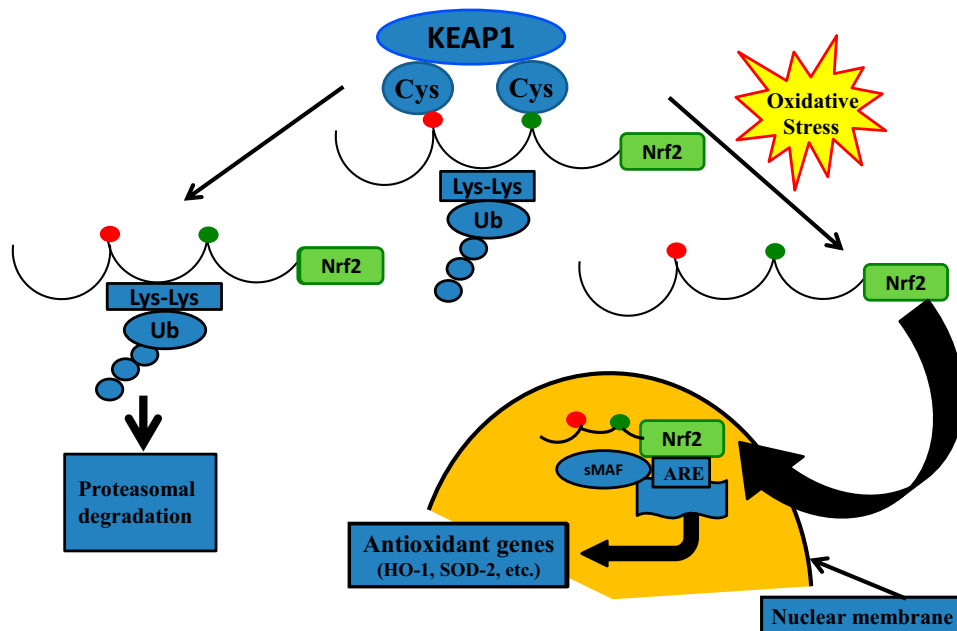 KEAP1
Cys
Cys
Oxidative
Stress
Nrf2
Lys-Lys
Ub
Nrf2
Lys-Lys
Ub
Nrf2
Nrf2
sMAF
ARE
Proteasomal
degradation
Antioxidant genes
(HO-1, SOD-2, etc.)
Nuclear membrane